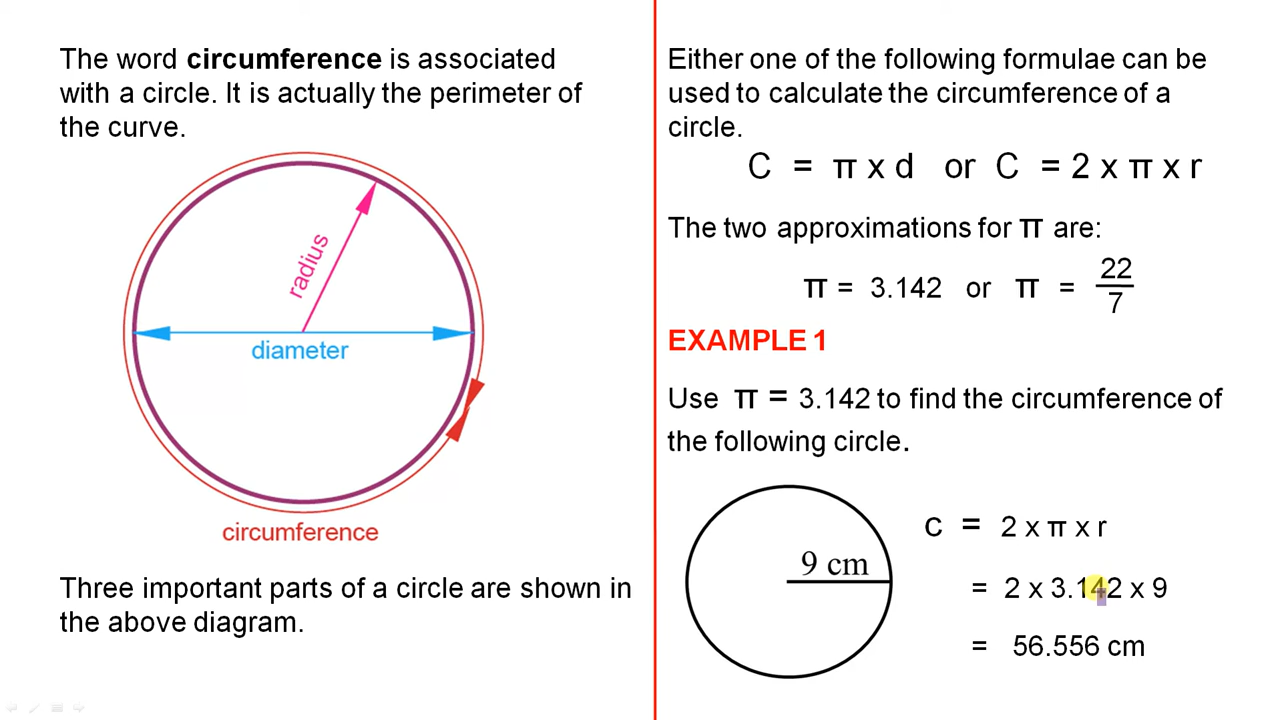 The word circumference is associated
with a circle. It is actually the perimeter of
the curve.
radius
diameter
circumference
Three important parts of a circle are shown in
the above diagram.
Either one of the following formulae can be
used to calculate the circumference of a
circle.
C = π x d or C = 2 x π x r
The two approximations for π are:
π = 3.142 or π = 22/7
EXAMPLE 1
Use π = 3.142 to find the circumference of
the following circle.
9 cm
c = 2 x π x r
= 2 x 3.142 x 9
= 56.556 cm